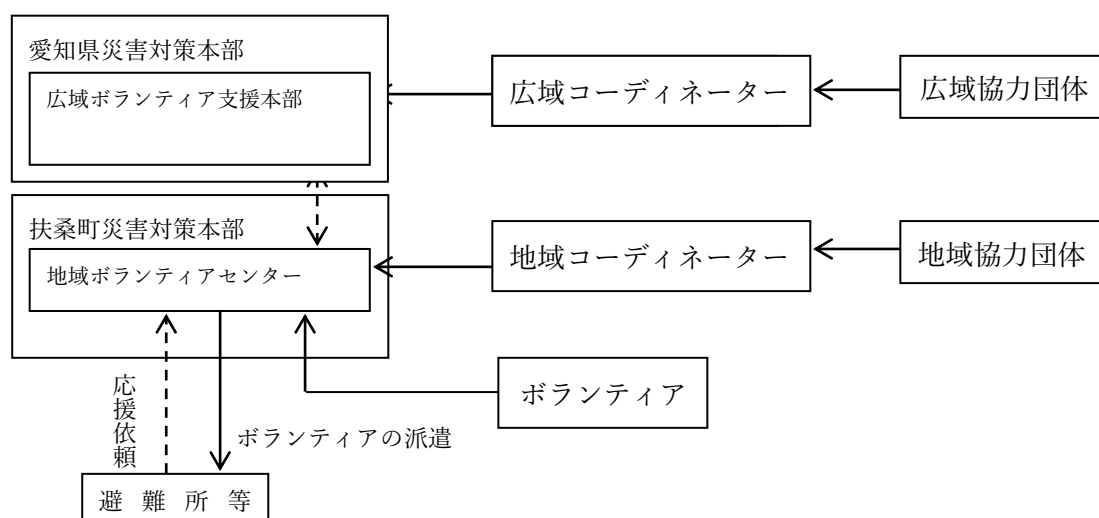 愛知県災害対策本部
広域ボランティア支援本部
広域コーディネーター
広域協力団体
扶桑町災害対策本部
地域ボランティアセンター
地域コーディネーター
地域協力団体
ボランティア
応援依頼
ボランティアの派遣
避 難 所 等